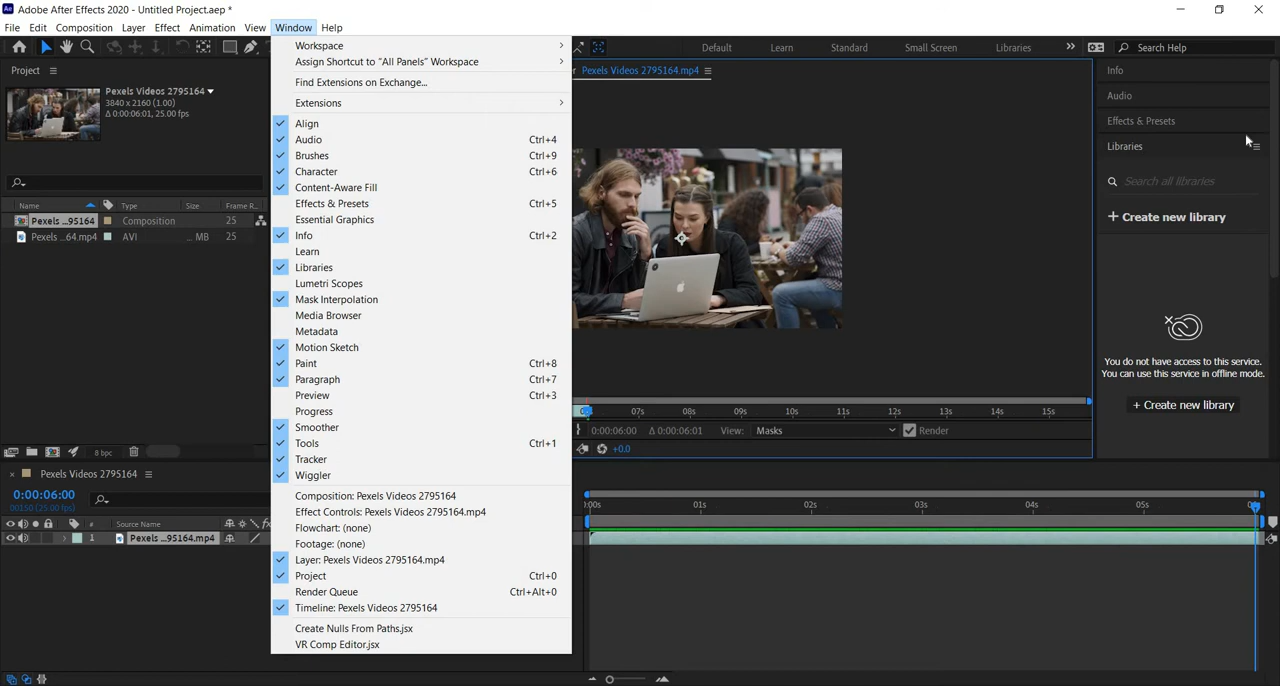 Ae Adobe After Effects 2020 - Untitled Project.aep *
File Edit Composition Layer Effect Animation View Window Help
Default Learn Standard Small Screen Libraries » Search Help
Project
Pexels Videos 2795164
3840 x 2160 (1.00)
Δ 0:00:06:01, 25.00 fps
Name Type Size Frame R...
Pexels ...95164 Composition 25
Pexels ...64.mp4 AVI ... MB 25
8 bpc
Workspace
Assign Shortcut to “All Panels” Workspace
Find Extensions on Exchange...
Extensions
Align
Audio Ctrl+4
Brushes Ctrl+9
Character Ctrl+6
Content-Aware Fill
Effects & Presets Ctrl+5
Essential Graphics
Info Ctrl+2
Learn
Libraries
Lumetri Scopes
Mask Interpolation
Media Browser
Metadata
Motion Sketch
Paint Ctrl+8
Paragraph Ctrl+7
Preview Ctrl+3
Progress
Smoother
Tools Ctrl+1
Tracker
Wiggler
Composition: Pexels Videos 2795164
Effect Controls: Pexels Videos 2795164.mp4
Flowchart: (none)
Footage: (none)
Layer: Pexels Videos 2795164.mp4
Project Ctrl+0
Render Queue Ctrl+Alt+0
Timeline: Pexels Videos 2795164
Create Nulls From Paths.jsx
VR Comp Editor.jsx
Pexels Videos 2795164.mp4
07s 08s 09s 10s 11s 12s 13s 14s 15s
0:00:06:00 Δ 0:00:06:01 View: Masks Render
+0.0
Info
Audio
Effects & Presets
Libraries
Search all libraries
+ Create new library
You do not have access to this service.
You can use this service in offline mode.
+ Create new library
× Pexels Videos 2795164
0:00:06:00
00150 (25.00 fps)
# Source Name fx
1 Pexels ...95164.mp4
01s 02s 03s 04s 05s